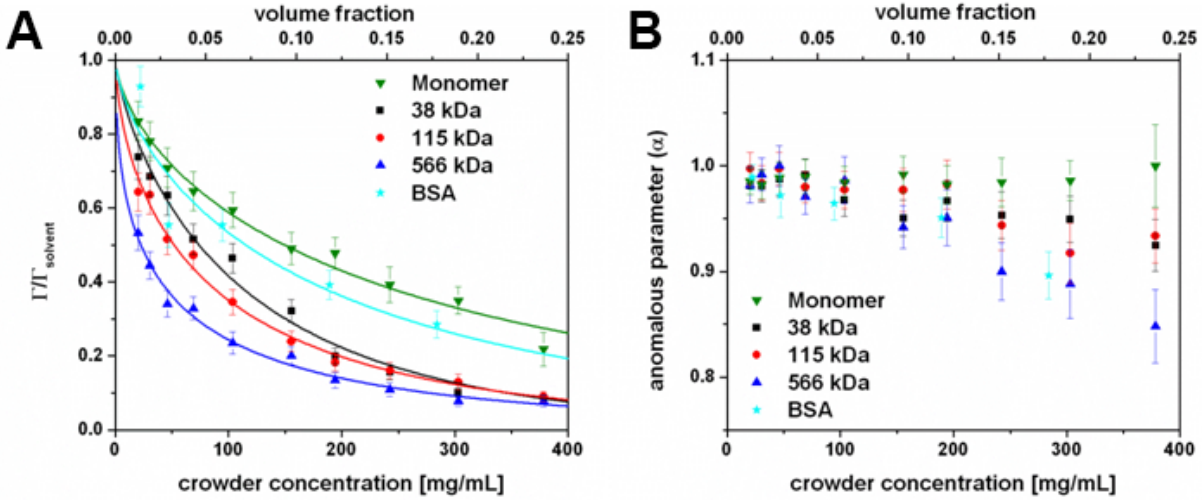 A
volume fraction
0.00 0.05 0.10 0.15 0.20 0.25
1.0
0.8
0.6
0.4
0.2
0.0
Γ/Γsolvent
Monomer
38 kDa
115 kDa
566 kDa
BSA
0 100 200 300 400
crowder concentration [mg/mL]
B
volume fraction
0.00 0.05 0.10 0.15 0.20 0.25
1.1
1.0
0.9
0.8
anomalous parameter (α)
Monomer
38 kDa
115 kDa
566 kDa
BSA
0 100 200 300 400
crowder concentration [mg/mL]